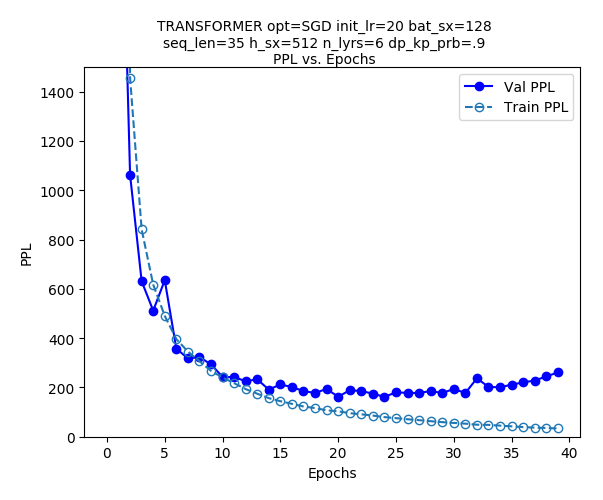 TRANSFORMER opt=SGD init_lr=20 bat_sx=128
seq_len=35 h_sx=512 n_lyrs=6 dp_kp_prb=.9
PPL vs. Epochs
Val PPL
Train PPL
1400
1200
1000
800
600
400
200
0
PPL
0 5 10 15 20 25 30 35 40
Epochs